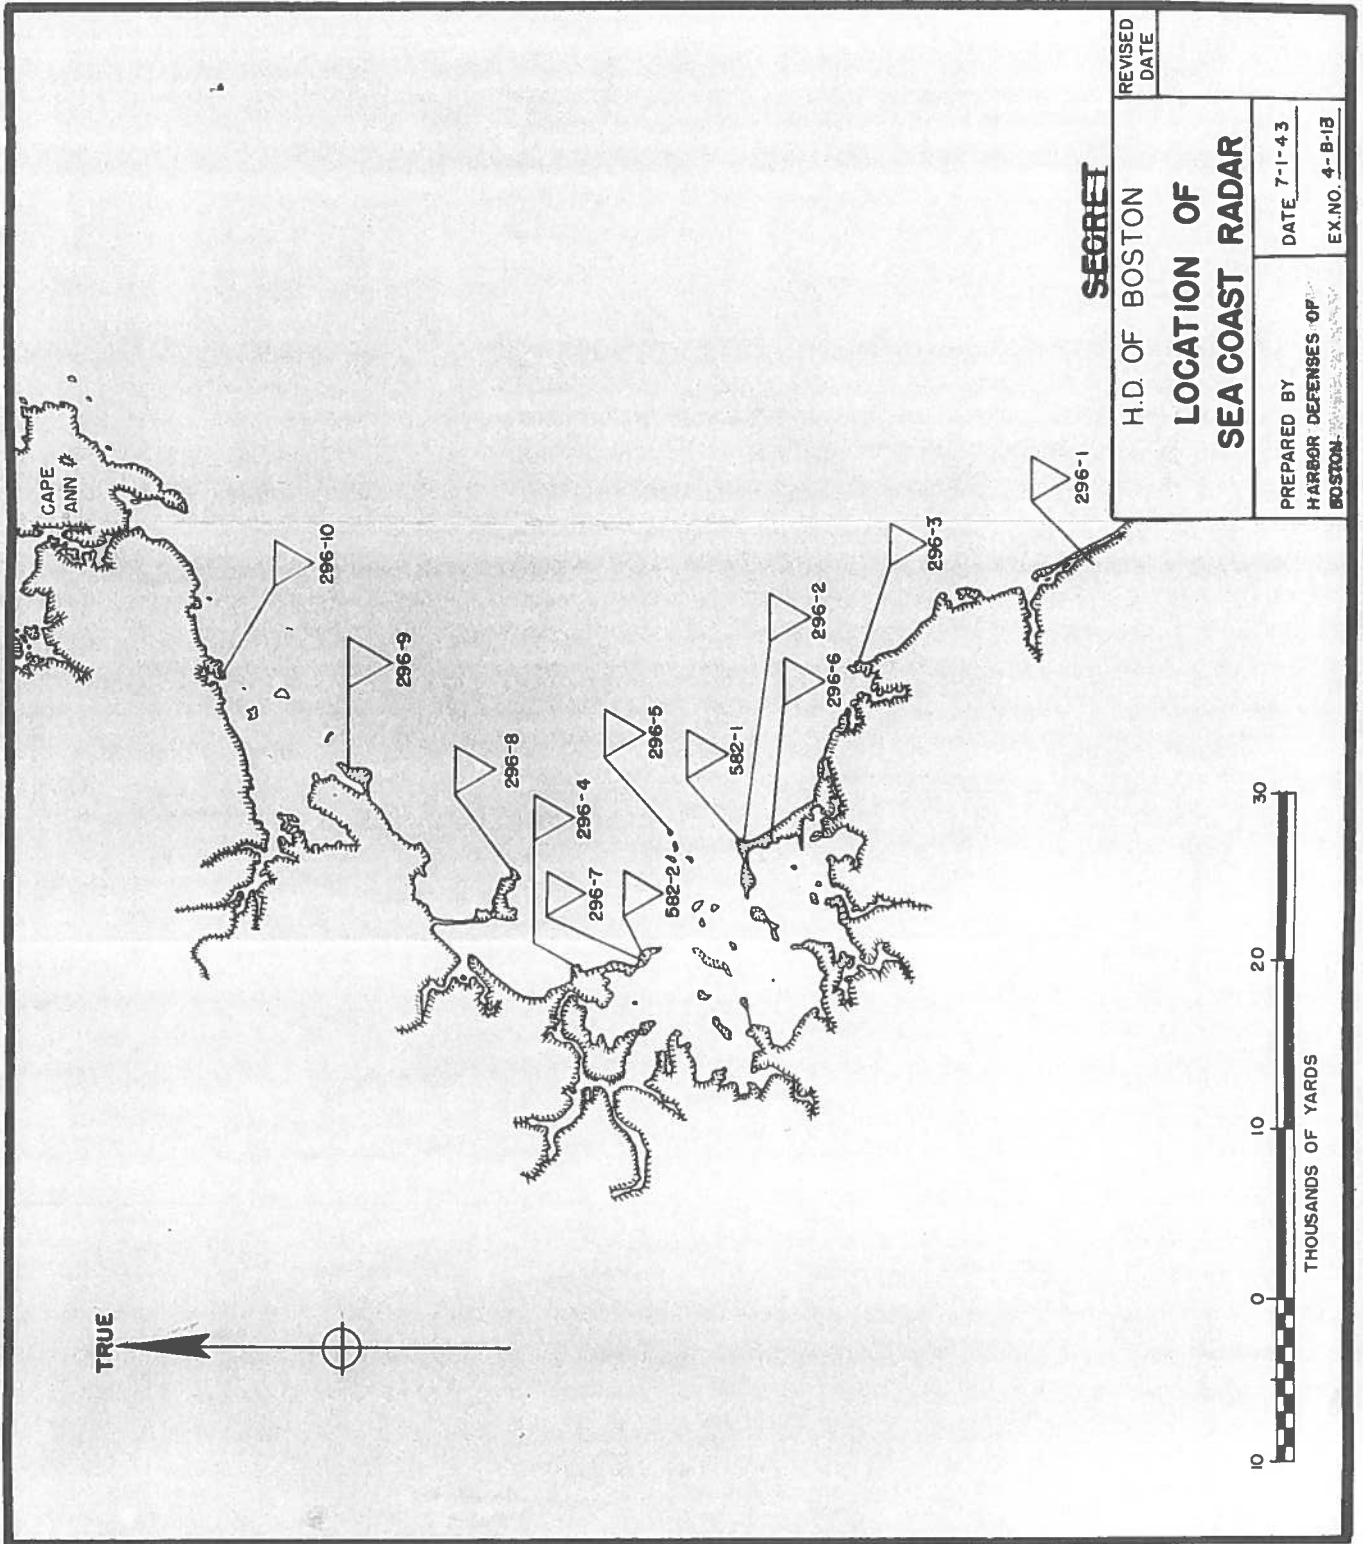 TRUE
CAPE
ANN
296-10
296-9
296-8
296-4
296-7
296-5
582-2
582-1
296-2
296-6
296-3
296-1
SECRET
REVISED
DATE
H.D. OF BOSTON
LOCATION OF
SEA COAST RADAR
PREPARED BY
HARBOR DEFENSES OF
BOSTON
DATE 7-1-43
EX.NO. 4-B-13
10 0 10 20 30
THOUSANDS OF YARDS